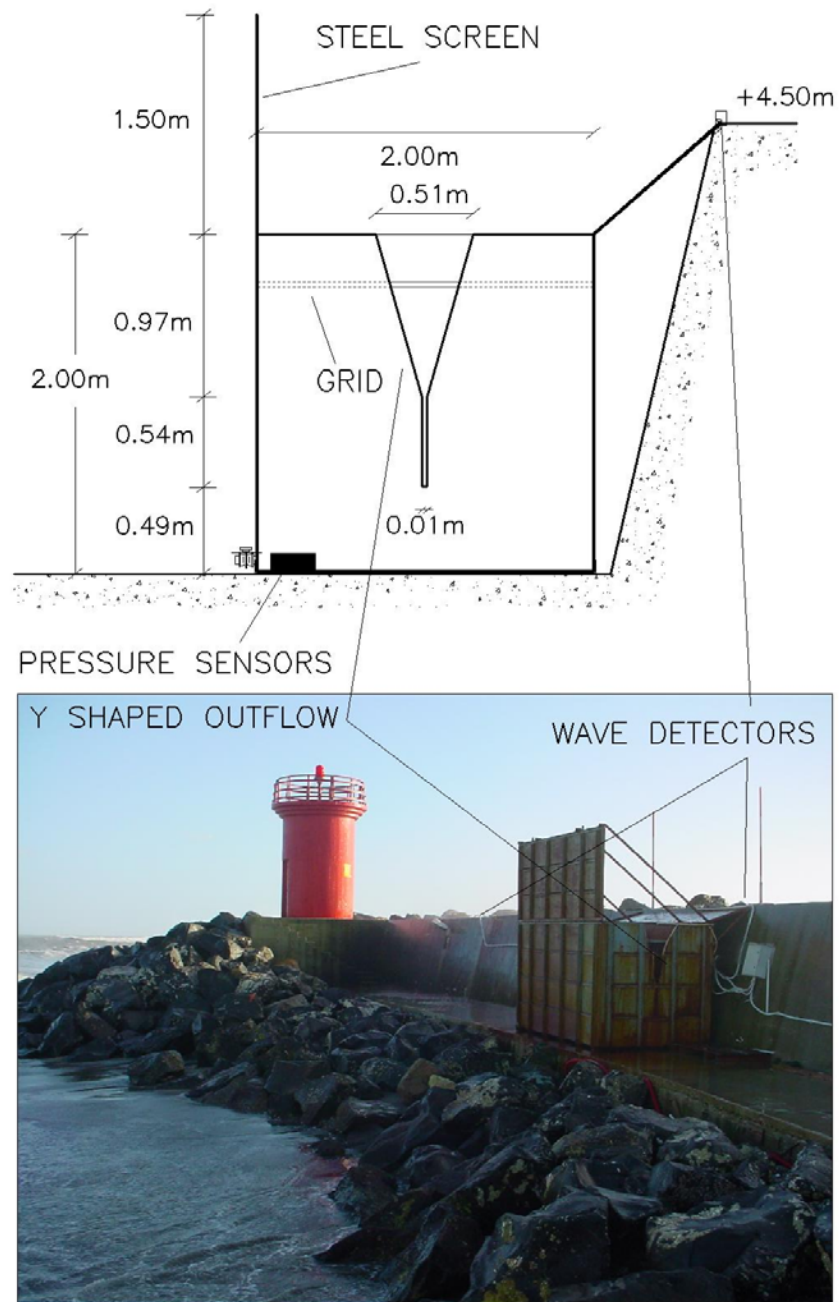 STEEL SCREEN
+4.50m
1.50m
2.00m
0.51m
0.97m
2.00m
GRID
0.54m
0.49m
0.01m
PRESSURE SENSORS
Y SHAPED OUTFLOW
WAVE DETECTORS